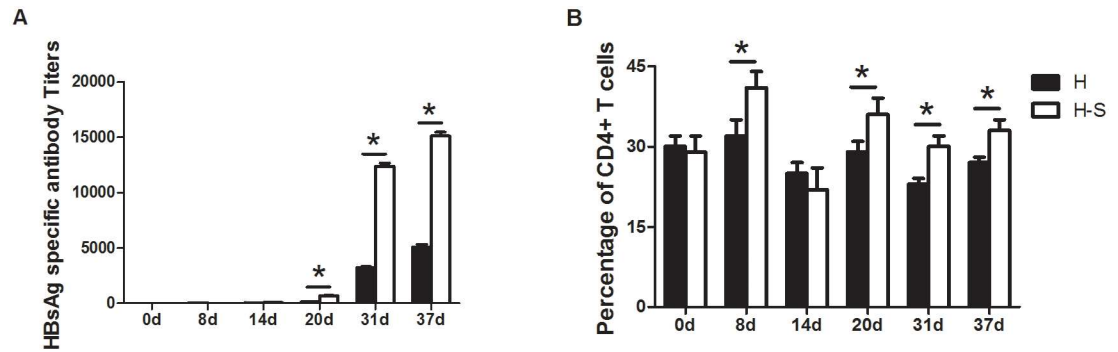 A
HBsAg specific antibody Titers
20000
15000
10000
5000
0
*
*
*
0d 8d 14d 20d 31d 37d
B
Percentage of CD4+ T cells
45
30
15
0
*
*
*
*
0d 8d 14d 20d 31d 37d
H
H-S